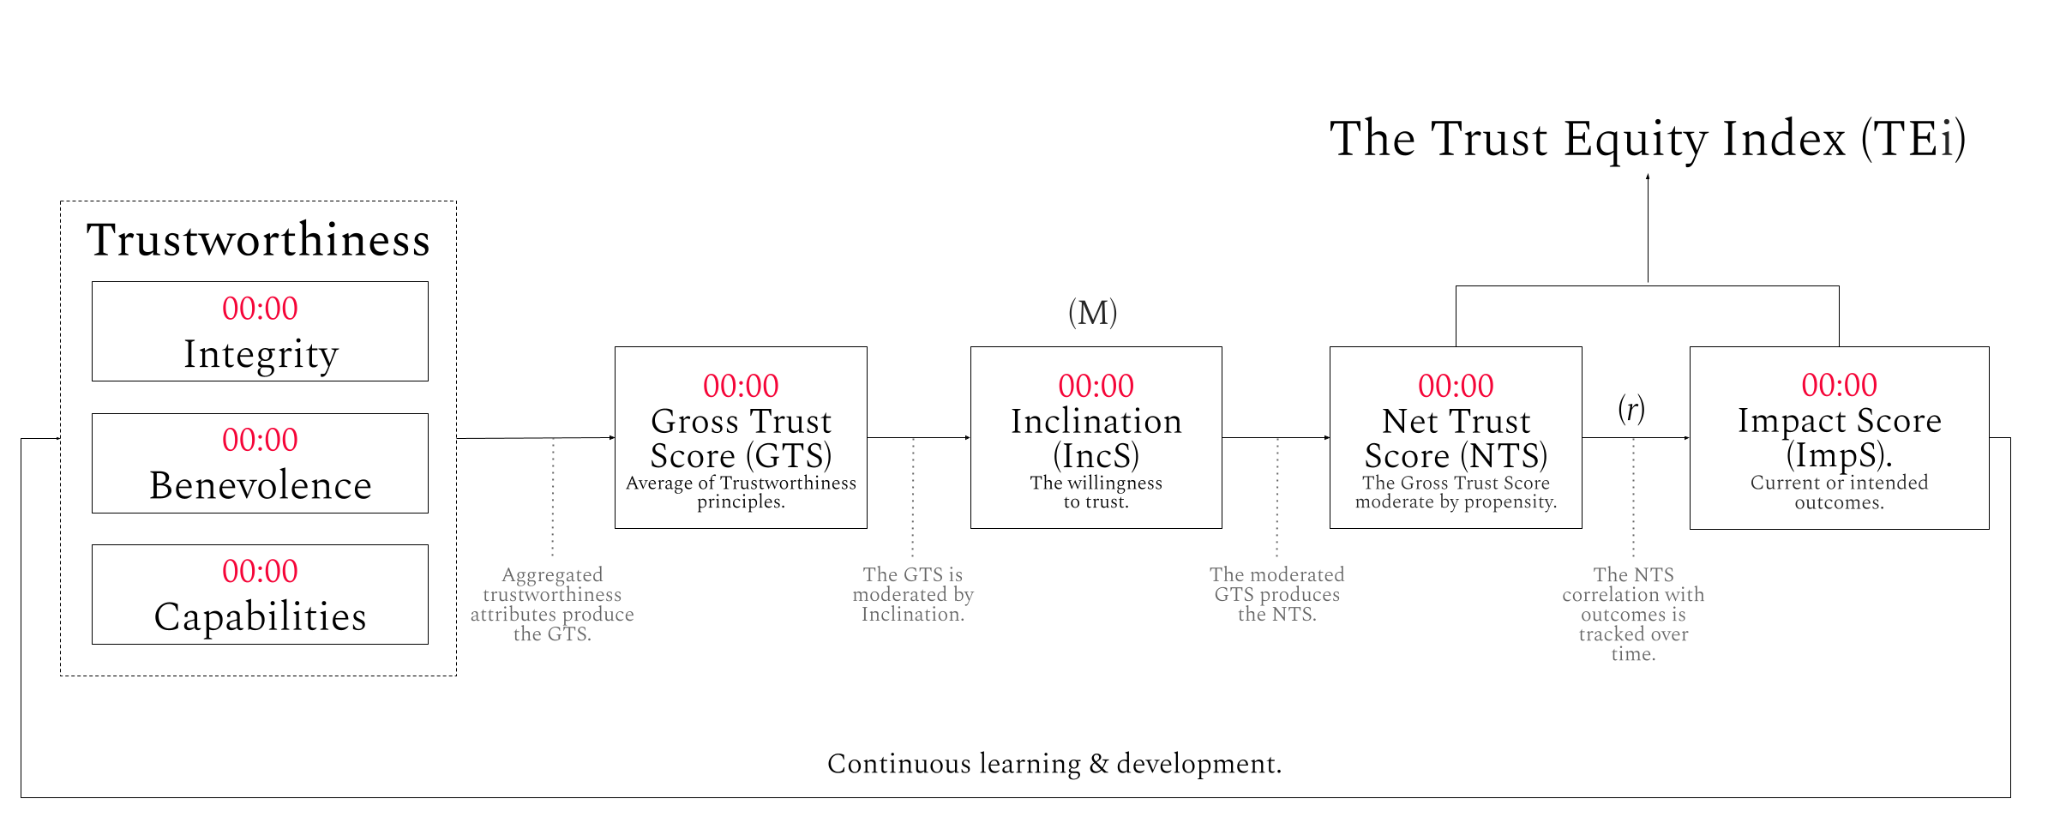 The Trust Equity Index (TEi)
Trustworthiness
00:00
Integrity
00:00
Benevolence
00:00
Capabilities
00:00
Gross Trust
Score (GTS)
Average of Trustworthiness
principles.
(M)
00:00
Inclination
(IncS)
The willingness
to trust.
00:00
Net Trust
Score (NTS)
The Gross Trust Score
moderate by propensity.
(r)
00:00
Impact Score
(ImpS).
Current or intended
outcomes.
Aggregated
trustworthiness
attributes produce
the GTS.
The GTS is
moderated by
Inclination.
The moderated
GTS produces
the NTS.
The NTS
correlation with
outcomes is
tracked over
time.
Continuous learning & development.